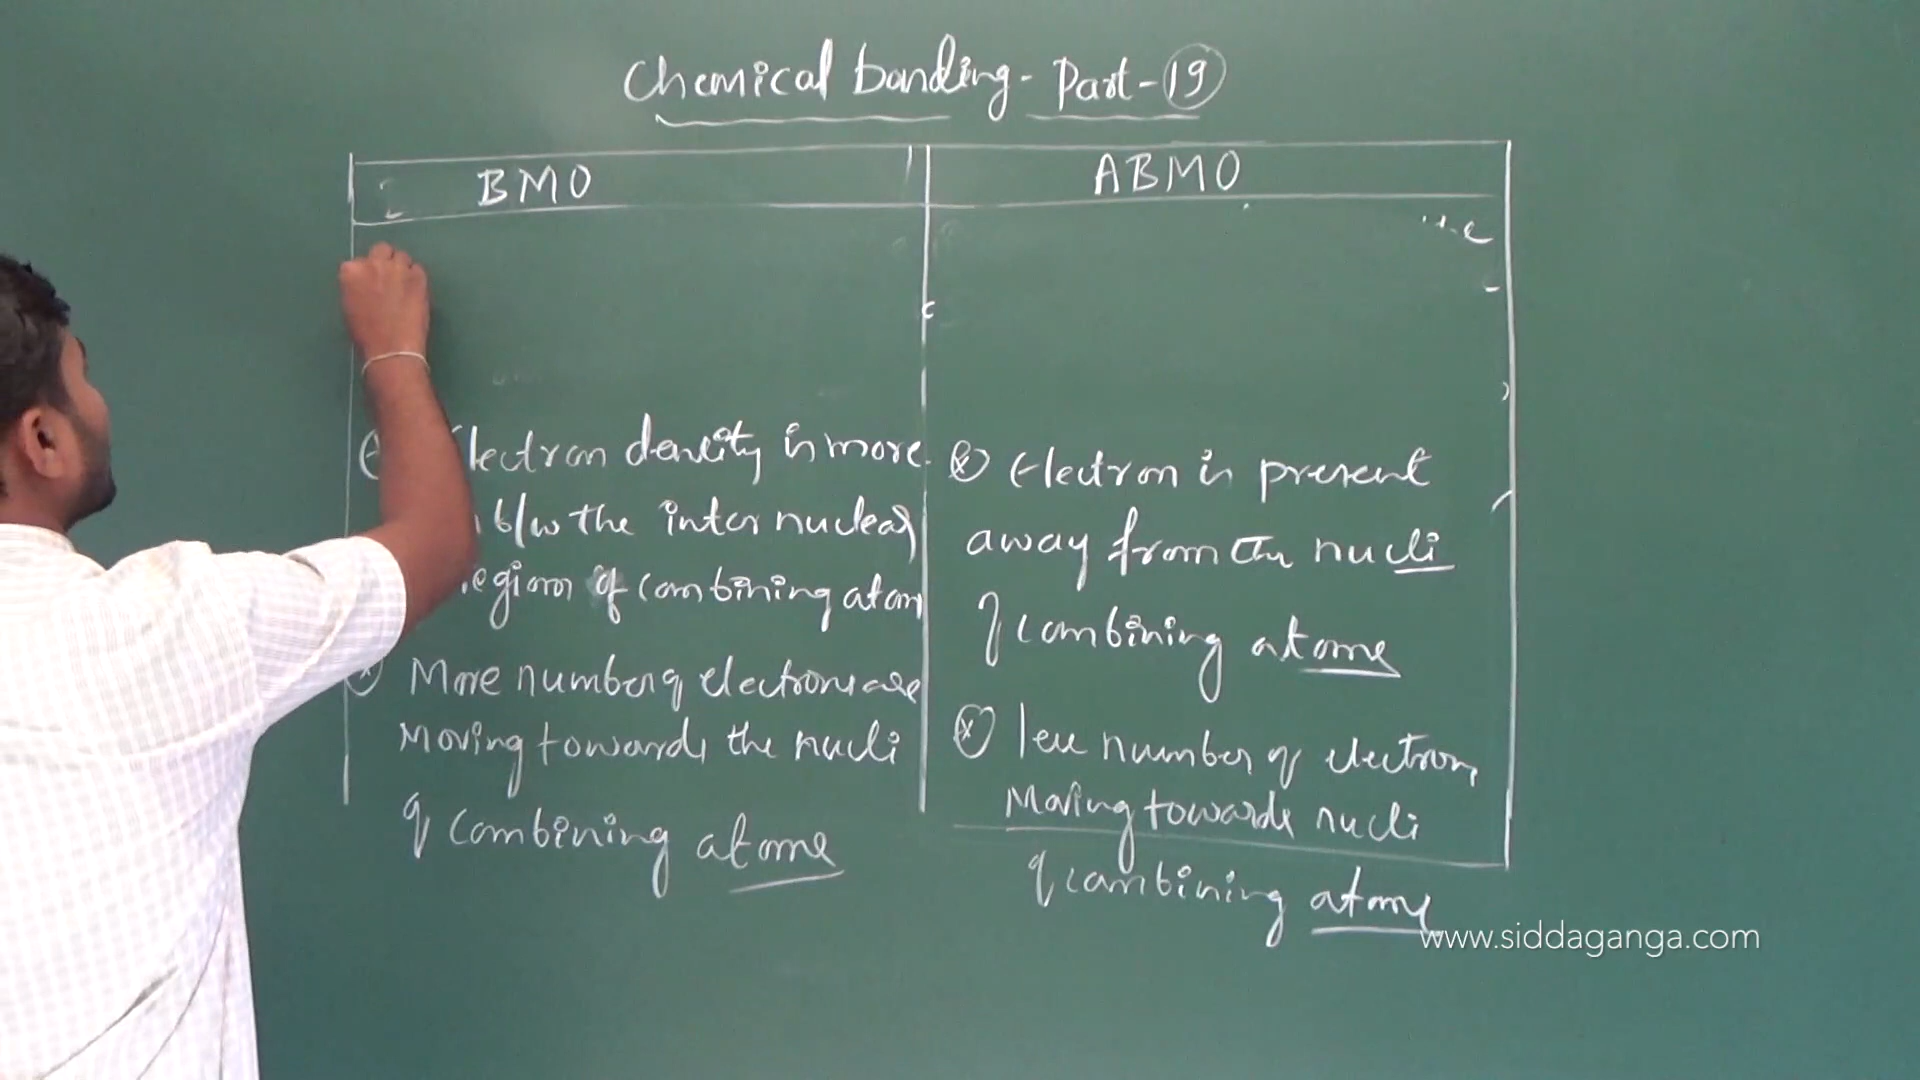 Chemical bonding - Part - 19
BMO
ABMO
Electron density is more
b/w the inter nuclear
region of combining atom
More number of electrons are
moving towards the nucli
of combining atoms
Electron is present
away from the nucli
of combining atoms
less number of electrons
moving towards nucli
of combining atoms
www.siddaganga.com